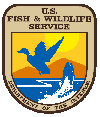 U.S.
FISH & WILDLIFE
SERVICE
DEPARTMENT OF THE INTERIOR